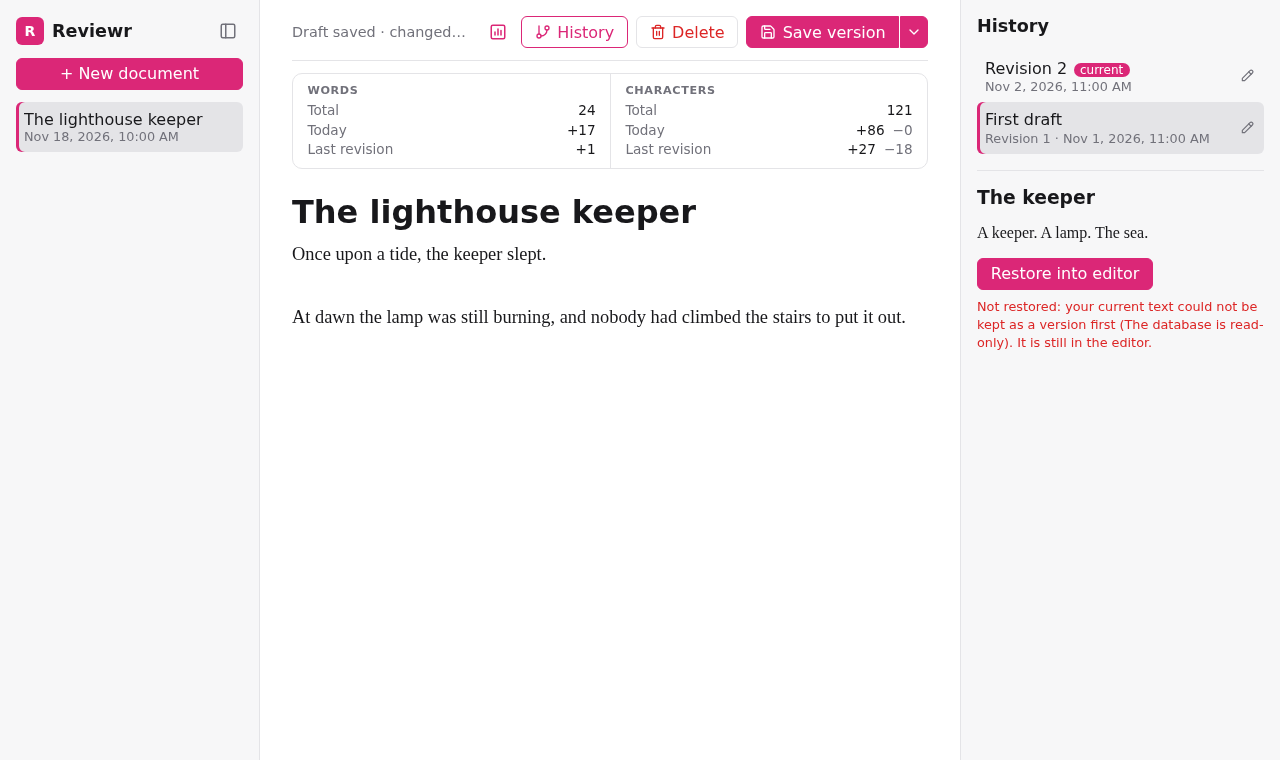 R Reviewr
+ New document
The lighthouse keeper
Nov 18, 2026, 10:00 AM
Draft saved · changed…
History
Delete
Save version
WORDS
Total 24
Today +17
Last revision +1
CHARACTERS
Total 121
Today +86 −0
Last revision +27 −18
The lighthouse keeper
Once upon a tide, the keeper slept.
At dawn the lamp was still burning, and nobody had climbed the stairs to put it out.
History
Revision 2 current
Nov 2, 2026, 11:00 AM
First draft
Revision 1 · Nov 1, 2026, 11:00 AM
The keeper
A keeper. A lamp. The sea.
Restore into editor
Not restored: your current text could not be
kept as a version first (The database is read-
only). It is still in the editor.